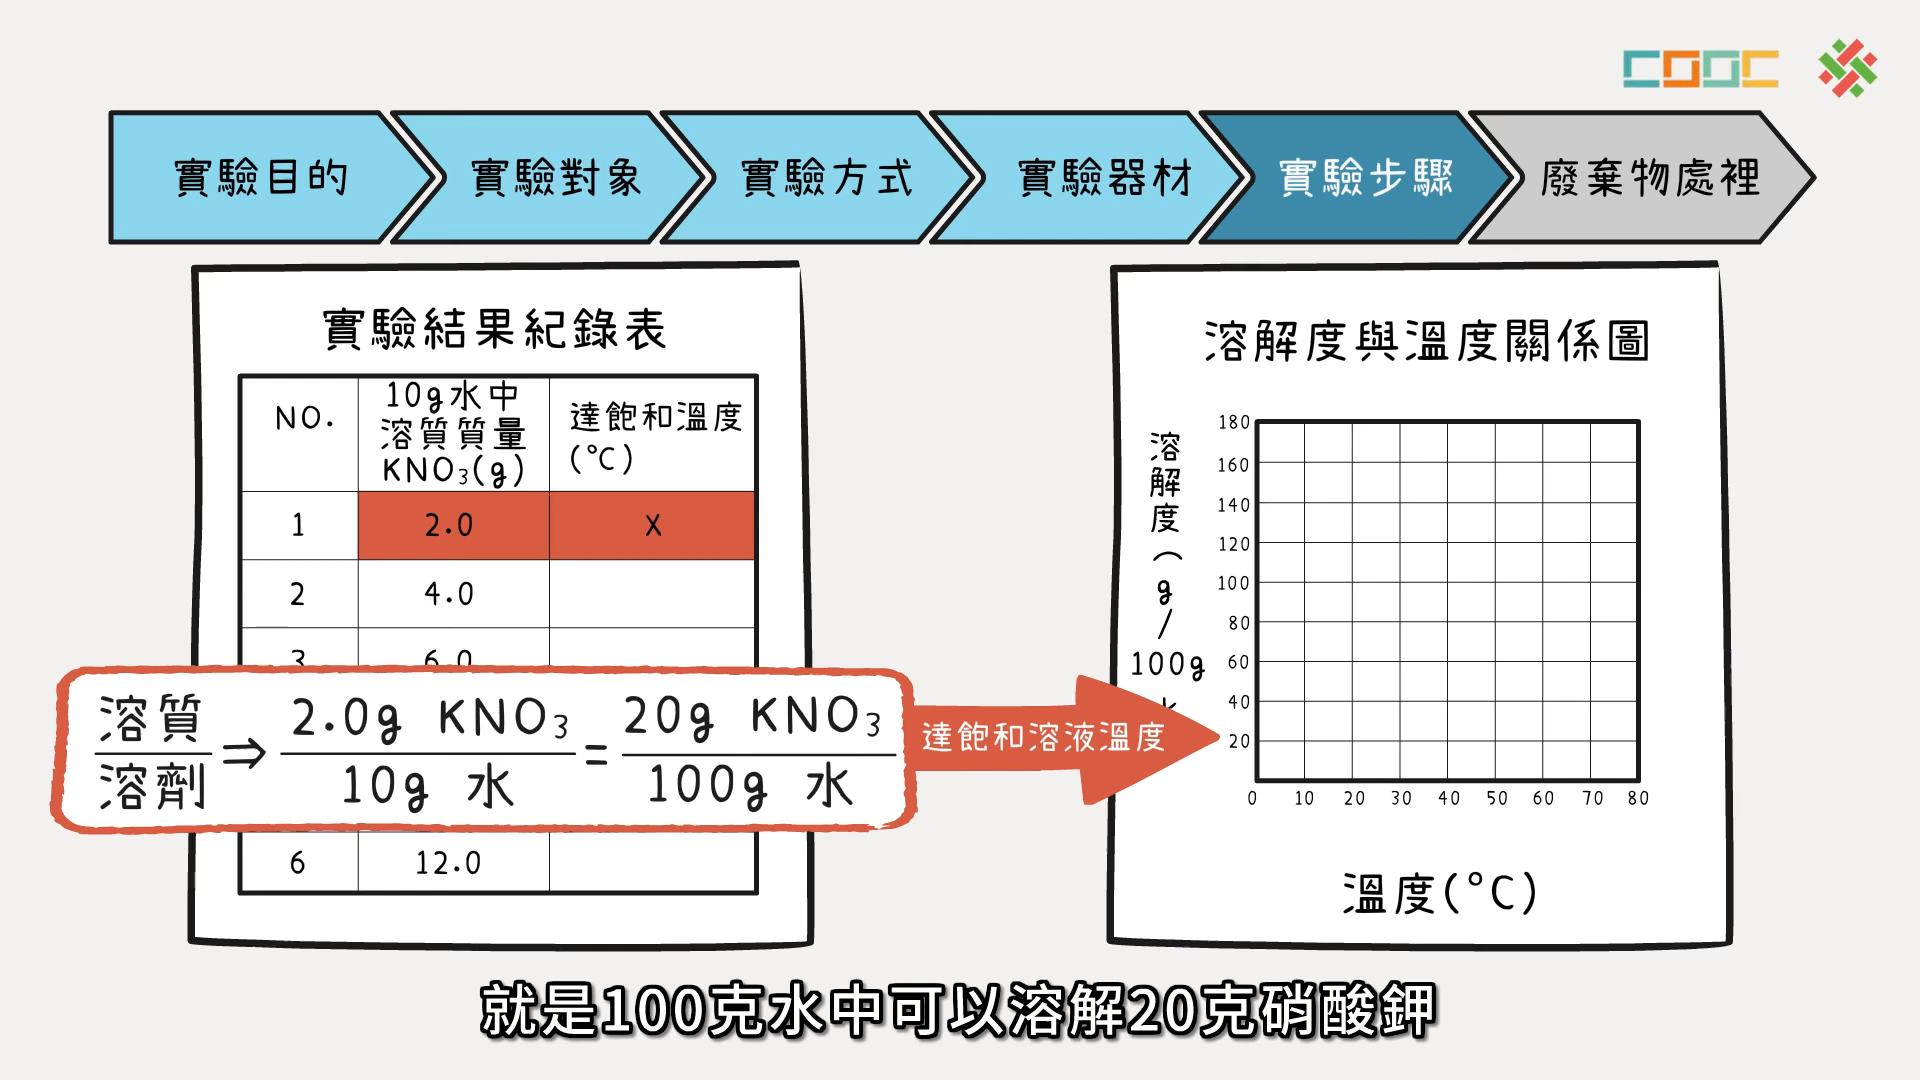 COOC
實驗目的
實驗對象
實驗方式
實驗器材
實驗步驟
廢棄物處裡
實驗結果紀錄表
NO.
10g水中
溶質質量
KNO₃(g)
達飽和溫度
(°C)
1
2.0
X
2
4.0
3
6.0
溶質
溶劑
⇒
2.0g KNO₃
10g 水
=
20g KNO₃
100g 水
達飽和溶液溫度
6
12.0
溶解度與溫度關係圖
溶解度(g/100g
180
160
140
120
100
80
60
40
20
0 10 20 30 40 50 60 70 80
溫度(°C)
就是100克水中可以溶解20克硝酸鉀